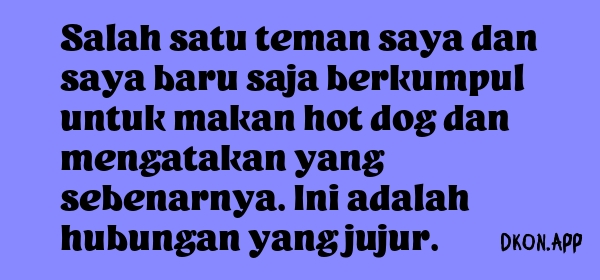 Salah satu teman saya dan
saya baru saja berkumpul
untuk makan hot dog dan
mengatakan yang
sebenarnya. Ini adalah
hubungan yang jujur.
DKON.APP